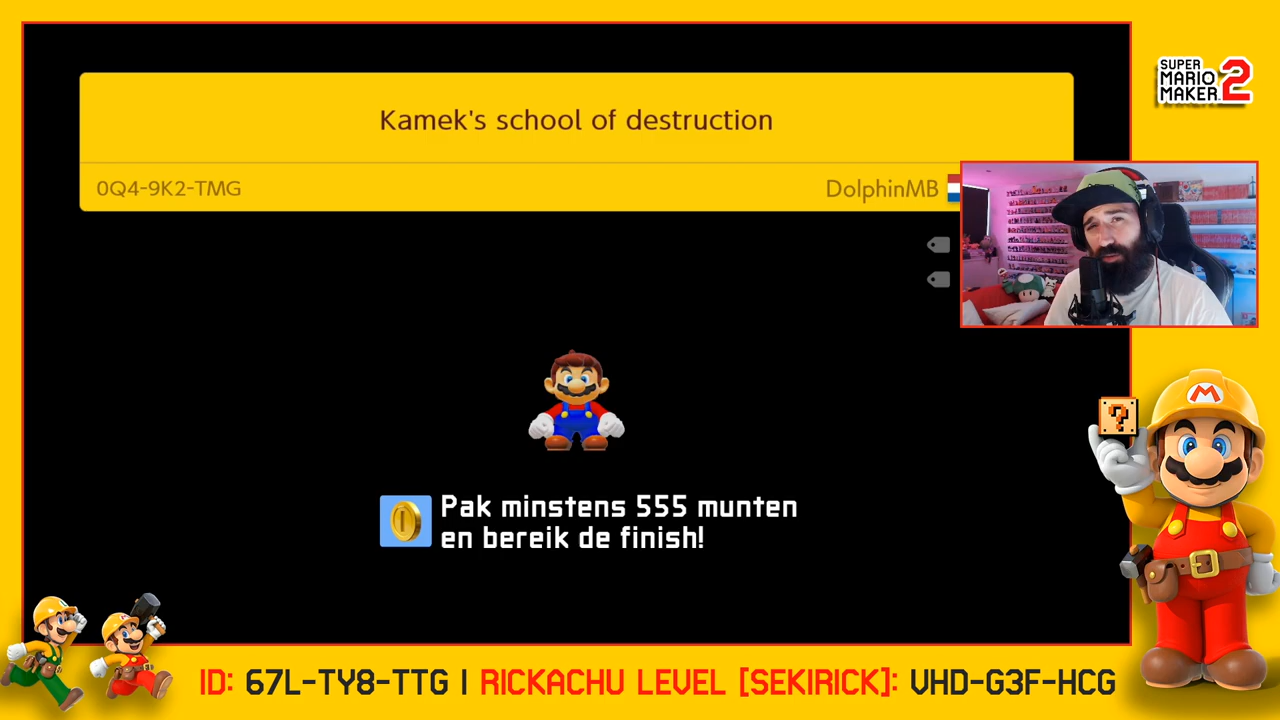 SUPER
MARIO
MAKER 2
Kamek's school of destruction
0Q4-9K2-TMG
DolphinMB
M
?
Pak minstens 555 munten
en bereik de finish!
ID: 67L-TY8-TTG | RICKACHU LEVEL [SEKIRICK]: VHD-G3F-HCG